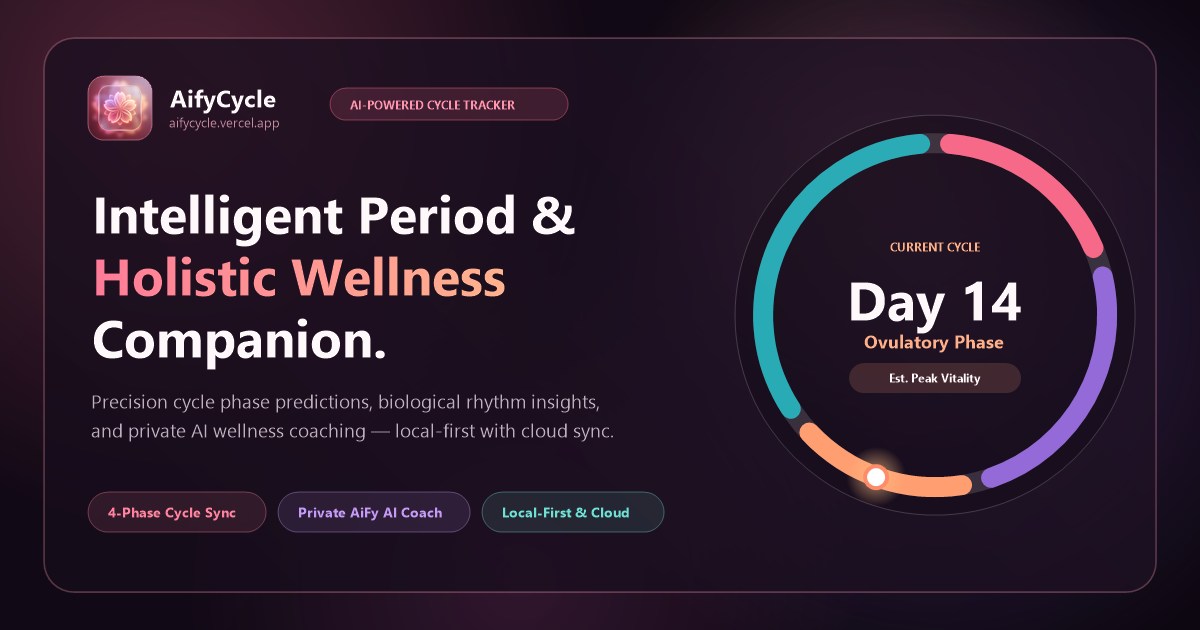 AifyCycle
aifycycle.vercel.app
AI-POWERED CYCLE TRACKER
Intelligent Period &
Holistic Wellness
Companion.
Precision cycle phase predictions, biological rhythm insights,
and private AI wellness coaching — local-first with cloud sync.
4-Phase Cycle Sync
Private AiFy AI Coach
Local-First & Cloud
CURRENT CYCLE
Day 14
Ovulatory Phase
Est. Peak Vitality